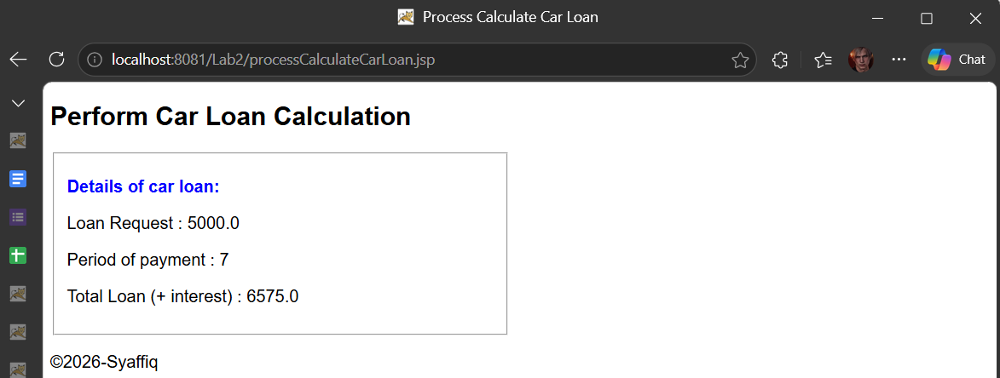 Process Calculate Car Loan
localhost:8081/Lab2/processCalculateCarLoan.jsp
Chat
Perform Car Loan Calculation
Details of car loan:
Loan Request : 5000.0
Period of payment : 7
Total Loan (+ interest) : 6575.0
©2026-Syaffiq